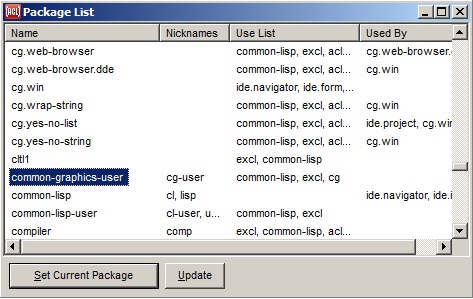 ACL Package List
Name Nicknames Use List Used By
cg.web-browser common-lisp, excl, acl... cg.web-browser.
cg.web-browser.dde common-lisp, excl, acl... cg.win
cg.win ide.navigator, ide.form,...
cg.wrap-string common-lisp, excl, acl... cg.win
cg.yes-no-list common-lisp, excl, acl... ide.project, cg.win
cg.yes-no-string common-lisp, excl, acl... cg.win
cltl1 excl, common-lisp
common-graphics-user cg-user common-lisp, excl, cg
common-lisp cl, lisp ide.navigator, ide.i
common-lisp-user cl-user, u... common-lisp, excl
compiler comp excl, common-lisp, acl...
Set Current Package Update